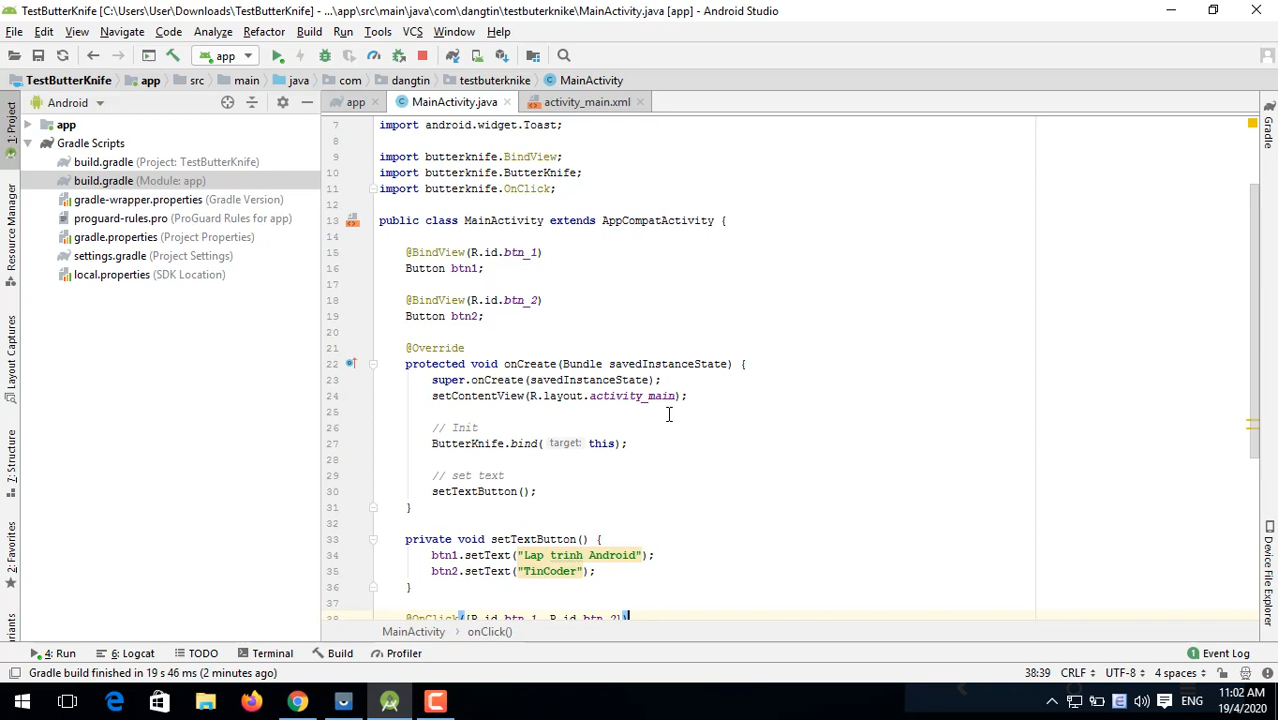 TestButterKnife [C:\Users\User\Downloads\TestButterKnife] - ...\app\src\main\java\com\dangtin\testbuterknike\MainActivity.java [app] - Android Studio
File Edit View Navigate Code Analyze Refactor Build Run Tools VCS Window Help
app
TestButterKnife app src main java com dangtin testbuterknike MainActivity
Android
app MainActivity.java activity_main.xml
1: Project
Resource Manager
Layout Captures
7: Structure
2: Favorites
app
Gradle Scripts
build.gradle (Project: TestButterKnife)
build.gradle (Module: app)
gradle-wrapper.properties (Gradle Version)
proguard-rules.pro (ProGuard Rules for app)
gradle.properties (Project Properties)
settings.gradle (Project Settings)
local.properties (SDK Location)
7 import android.widget.Toast;
8
9 import butterknife.BindView;
10 import butterknife.ButterKnife;
11 import butterknife.OnClick;
12
13 public class MainActivity extends AppCompatActivity {
14
15 @BindView(R.id.btn_1)
16 Button btn1;
17
18 @BindView(R.id.btn_2)
19 Button btn2;
20
21 @Override
22 protected void onCreate(Bundle savedInstanceState) {
23 super.onCreate(savedInstanceState);
24 setContentView(R.layout.activity_main);
25
26 // Init
27 ButterKnife.bind( target: this);
28
29 // set text
30 setTextButton();
31 }
32
33 private void setTextButton() {
34 btn1.setText("Lap trinh Android");
35 btn2.setText("TinCoder");
36 }
37
38 @OnClick({R.id.btn_1, R.id.btn_2})
MainActivity onClick()
Gradle
Device File Explorer
4: Run 6: Logcat TODO Terminal Build Profiler Event Log
Gradle build finished in 19 s 46 ms (2 minutes ago) 38:39 CRLF UTF-8 4 spaces
ENG
11:02 AM
19/4/2020